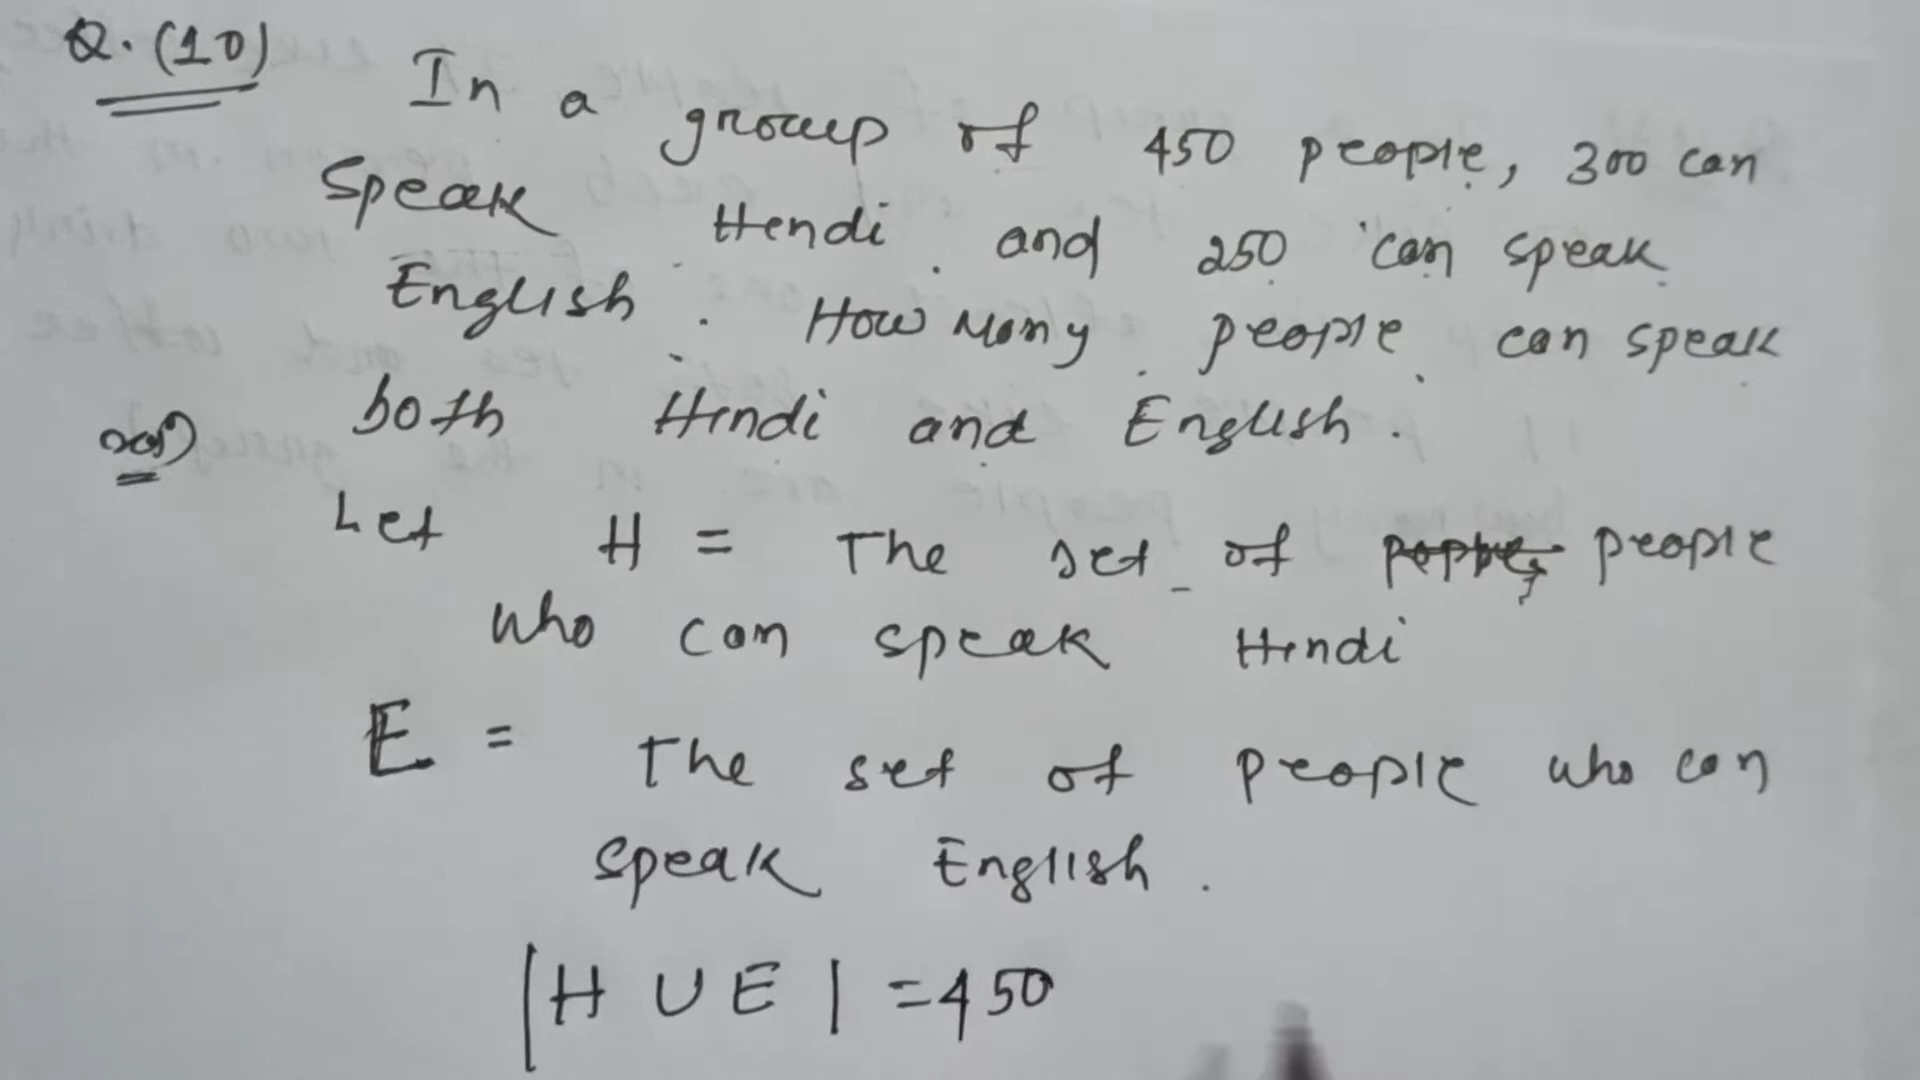 Q. (10)
In a group of 450 people, 300 can
speak Hendi and 250 can speak
English. How many people can speak
both Hindi and English.
Sol)
Let H = The set of people
who can speak Hindi
E = The set of people who can
speak English.
|H ∪ E| = 450